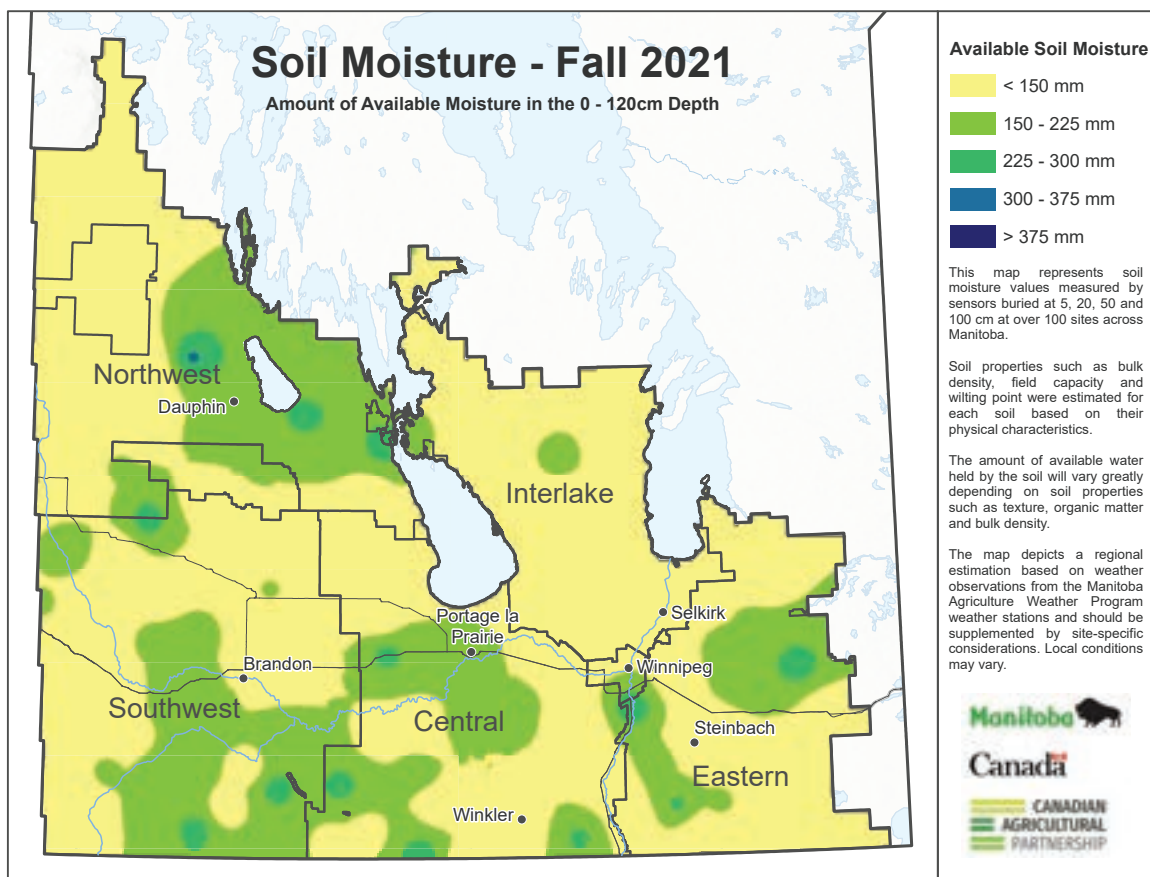 Soil Moisture - Fall 2021
Amount of Available Moisture in the 0 - 120cm Depth
Northwest
Dauphin
Interlake
Selkirk
Portage la
Prairie
Winnipeg
Brandon
Southwest
Central
Steinbach
Eastern
Winkler
Available Soil Moisture
< 150 mm
150 - 225 mm
225 - 300 mm
300 - 375 mm
> 375 mm
This map represents soil
moisture values measured by
sensors buried at 5, 20, 50 and
100 cm at over 100 sites across
Manitoba.
Soil properties such as bulk
density, field capacity and
wilting point were estimated for
each soil based on their
physical characteristics.
The amount of available water
held by the soil will vary greatly
depending on soil properties
such as texture, organic matter
and bulk density.
The map depicts a regional
estimation based on weather
observations from the Manitoba
Agriculture Weather Program
weather stations and should be
supplemented by site-specific
considerations. Local conditions
may vary.
Manitoba
Canada
CANADIAN
AGRICULTURAL
PARTNERSHIP